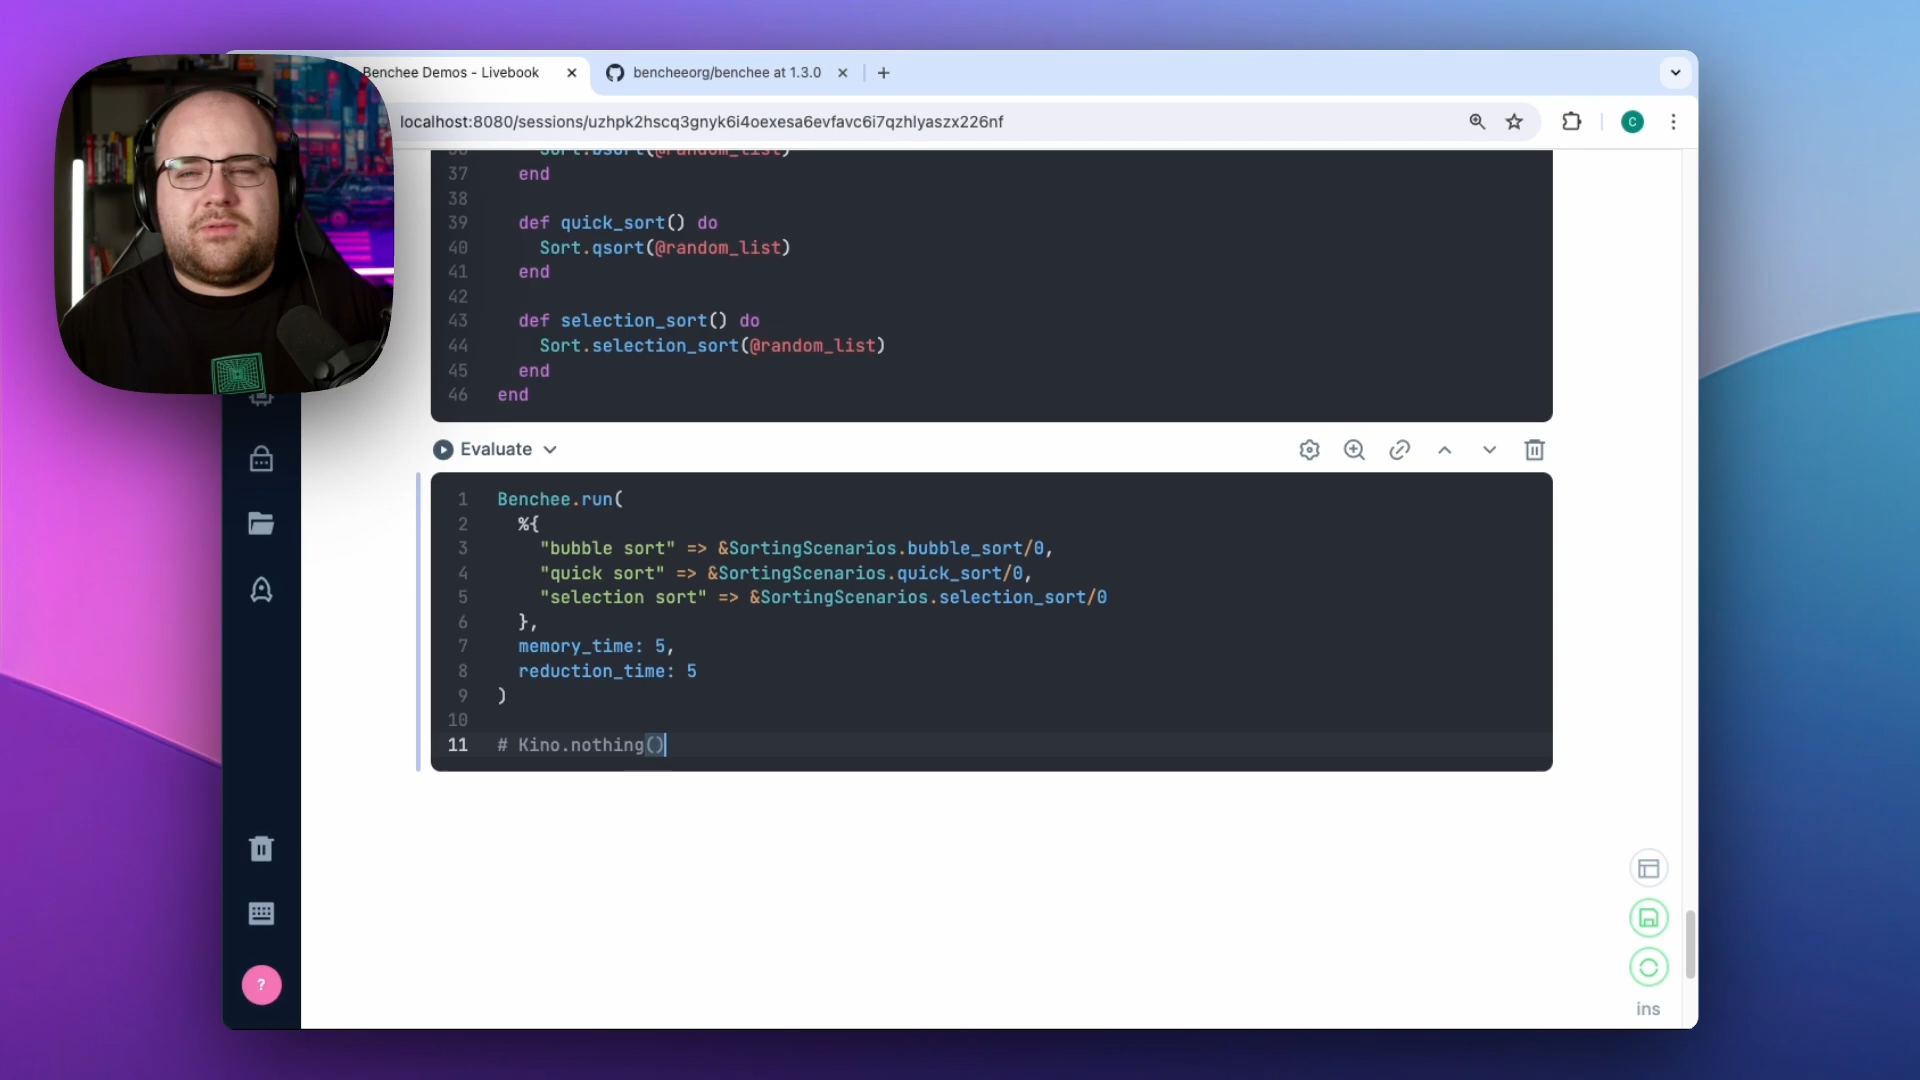 Benchee Demos - Livebook
bencheeorg/benchee at 1.3.0
localhost:8080/sessions/uzhpk2hscq3gnyk6i4oexesa6evfavc6i7qzhlyaszx226nf
C
37 end
38
39 def quick_sort() do
40 Sort.qsort(@random_list)
41 end
42
43 def selection_sort() do
44 Sort.selection_sort(@random_list)
45 end
46 end
Evaluate
1 Benchee.run(
2 %{
3 "bubble sort" => &SortingScenarios.bubble_sort/0,
4 "quick sort" => &SortingScenarios.quick_sort/0,
5 "selection sort" => &SortingScenarios.selection_sort/0
6 },
7 memory_time: 5,
8 reduction_time: 5
9 )
10
11 # Kino.nothing()
?
ins